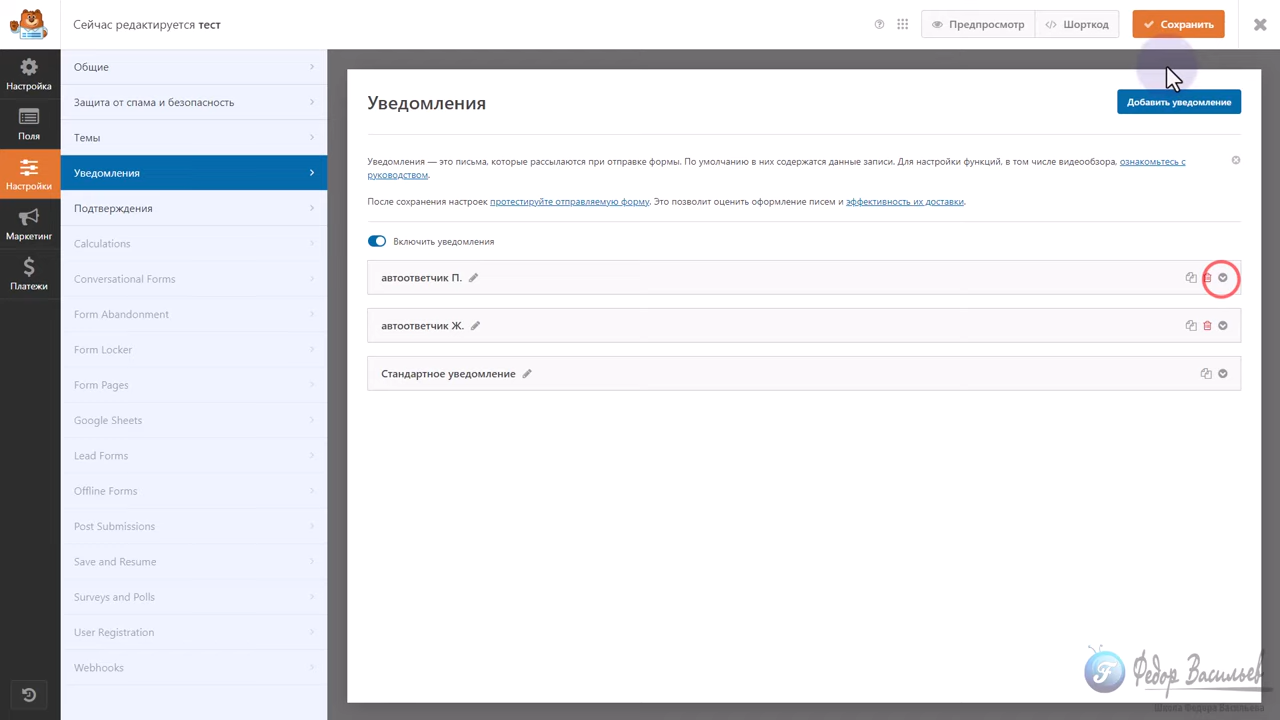 Сейчас редактируется тест
Предпросмотр
Шорткод
Сохранить
Настройка
Поля
Настройки
Маркетинг
Платежи
Общие
Защита от спама и безопасность
Темы
Уведомления
Подтверждения
Calculations
Conversational Forms
Form Abandonment
Form Locker
Form Pages
Google Sheets
Lead Forms
Offline Forms
Post Submissions
Save and Resume
Surveys and Polls
User Registration
Webhooks
Уведомления
Добавить уведомление
Уведомления — это письма, которые рассылаются при отправке формы. По умолчанию в них содержатся данные записи. Для настройки функций, в том числе видеообзора, ознакомьтесь с
руководством.
После сохранения настроек протестируйте отправляемую форму. Это позволит оценить оформление писем и эффективность их доставки.
Включить уведомления
автоответчик П.
автоответчик Ж.
Стандартное уведомление
Федор Васильев
Школа Федора Васильева